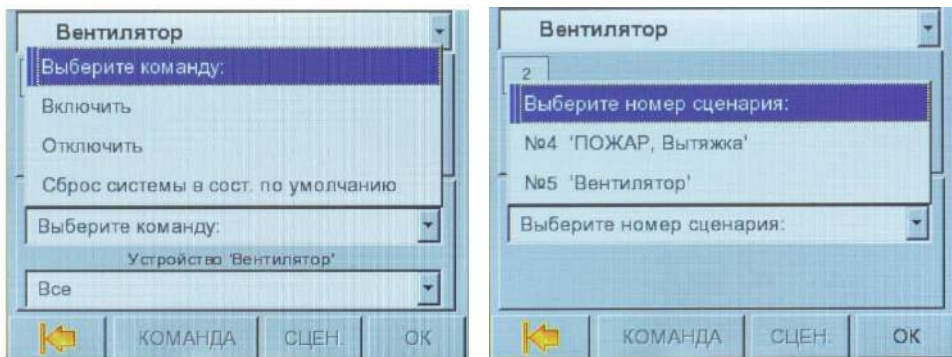 Вентилятор
Выберите команду:
Включить
Отключить
Сброс системы в сост. по умолчанию
Выберите команду:
Устройство 'Вентилятор'
Все
КОМАНДА
СЦЕН.
ОК
Вентилятор
2
Выберите номер сценария:
№4 'ПОЖАР, Вытяжка'
№5 'Вентилятор'
Выберите номер сценария:
КОМАНДА
СЦЕН.
ОК